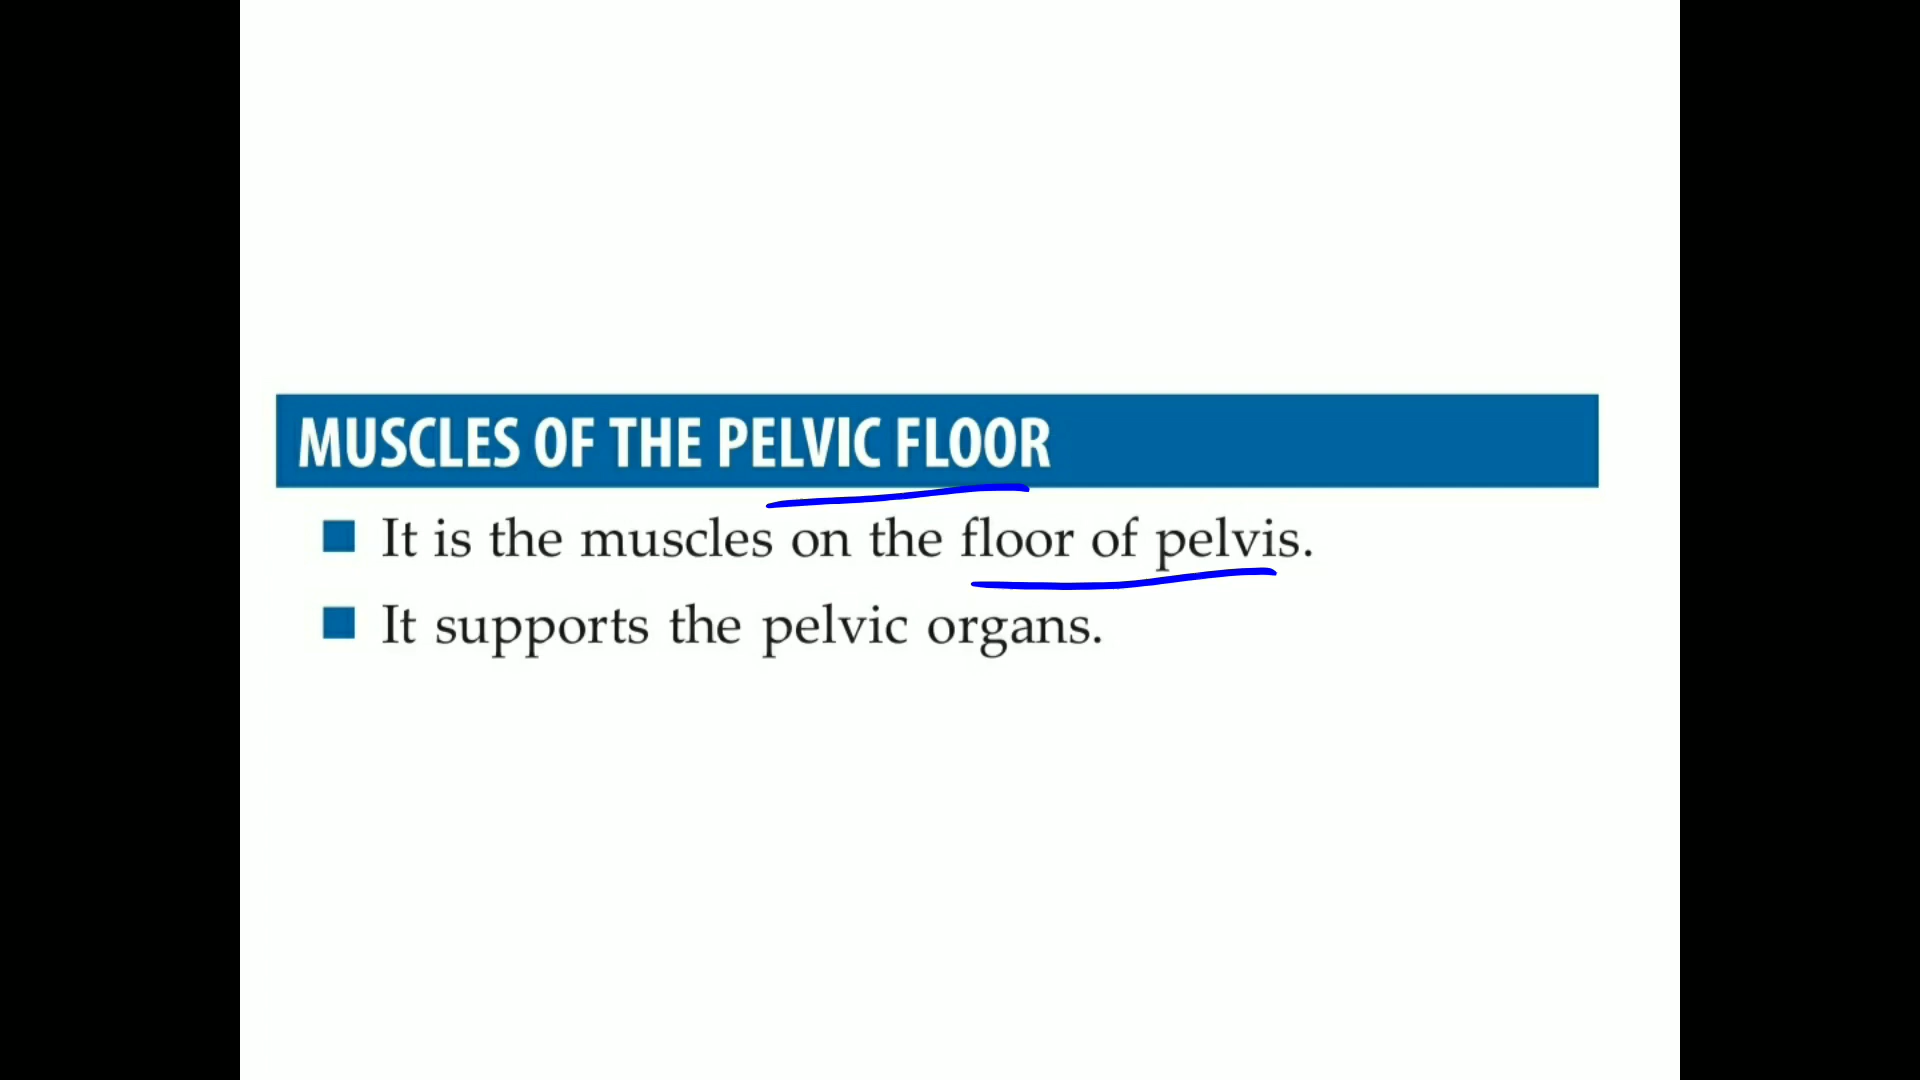 MUSCLES OF THE PELVIC FLOOR
It is the muscles on the floor of pelvis.
It supports the pelvic organs.